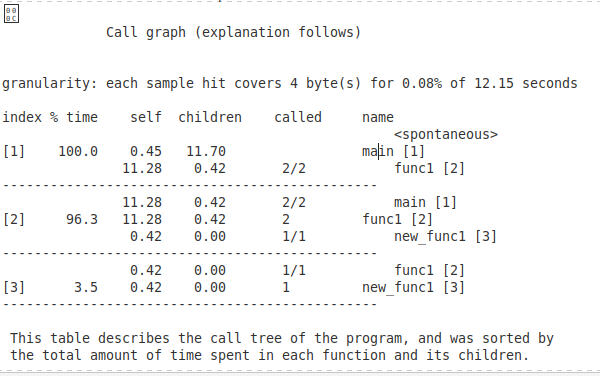 00
0C
Call graph (explanation follows)
granularity: each sample hit covers 4 byte(s) for 0.08% of 12.15 seconds
index % time self children called name
<spontaneous>
[1] 100.0 0.45 11.70 main [1]
11.28 0.42 2/2 func1 [2]
-----------------------------------------------
11.28 0.42 2/2 main [1]
[2] 96.3 11.28 0.42 2 func1 [2]
0.42 0.00 1/1 new_func1 [3]
-----------------------------------------------
0.42 0.00 1/1 func1 [2]
[3] 3.5 0.42 0.00 1 new_func1 [3]
-----------------------------------------------
This table describes the call tree of the program, and was sorted by
the total amount of time spent in each function and its children.